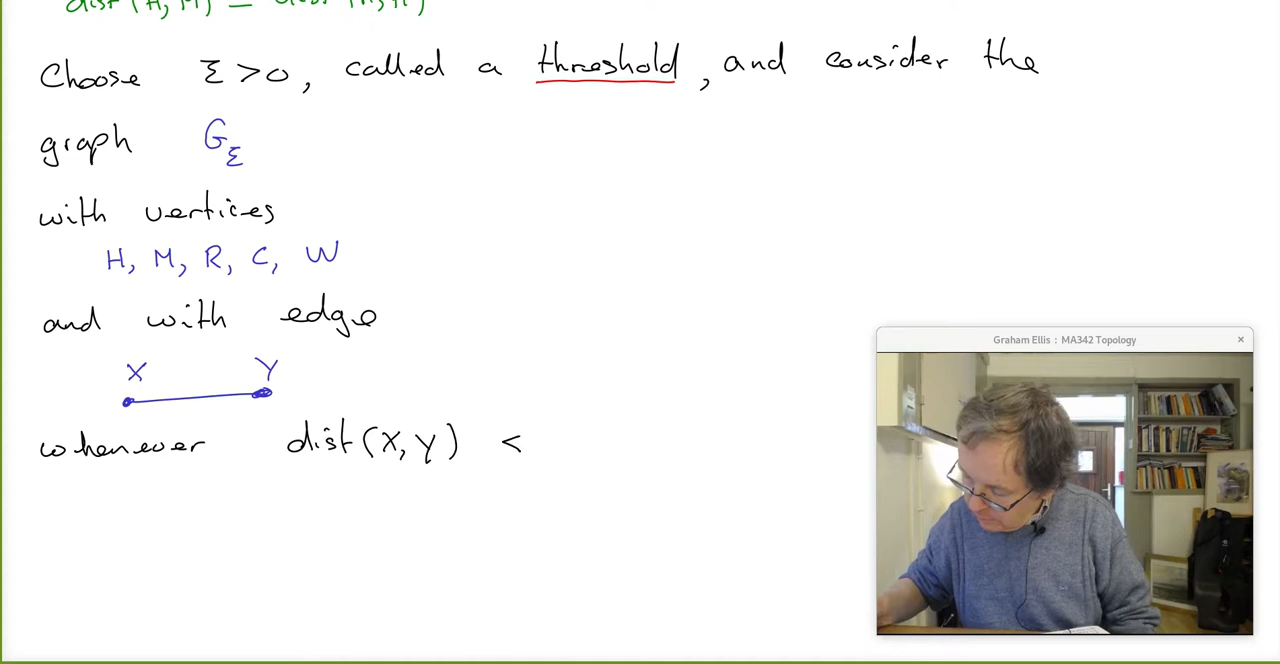 dist(H, M) =
Choose ε > 0, called a threshold, and consider the
graph G_ε
with vertices
H, M, R, C, W
and with edge
X Y
whenever dist(X, Y) <
Graham Ellis : MA342 Topology
×